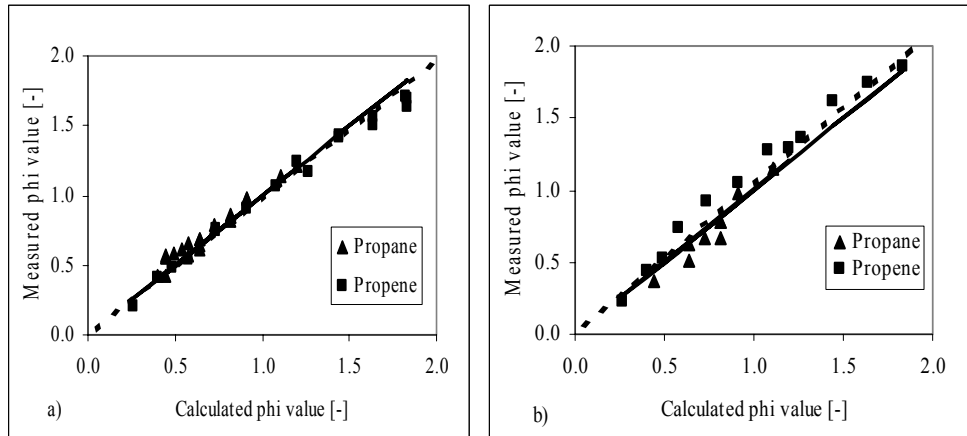 2.0
1.5
1.0
0.5
0.0
Measured phi value [-]
Propane
Propene
0.0 0.5 1.0 1.5 2.0
a) Calculated phi value [-]
2.0
1.5
1.0
0.5
0.0
Measured phi value [-]
Propane
Propene
0.0 0.5 1.0 1.5 2.0
b) Calculated phi value [-]